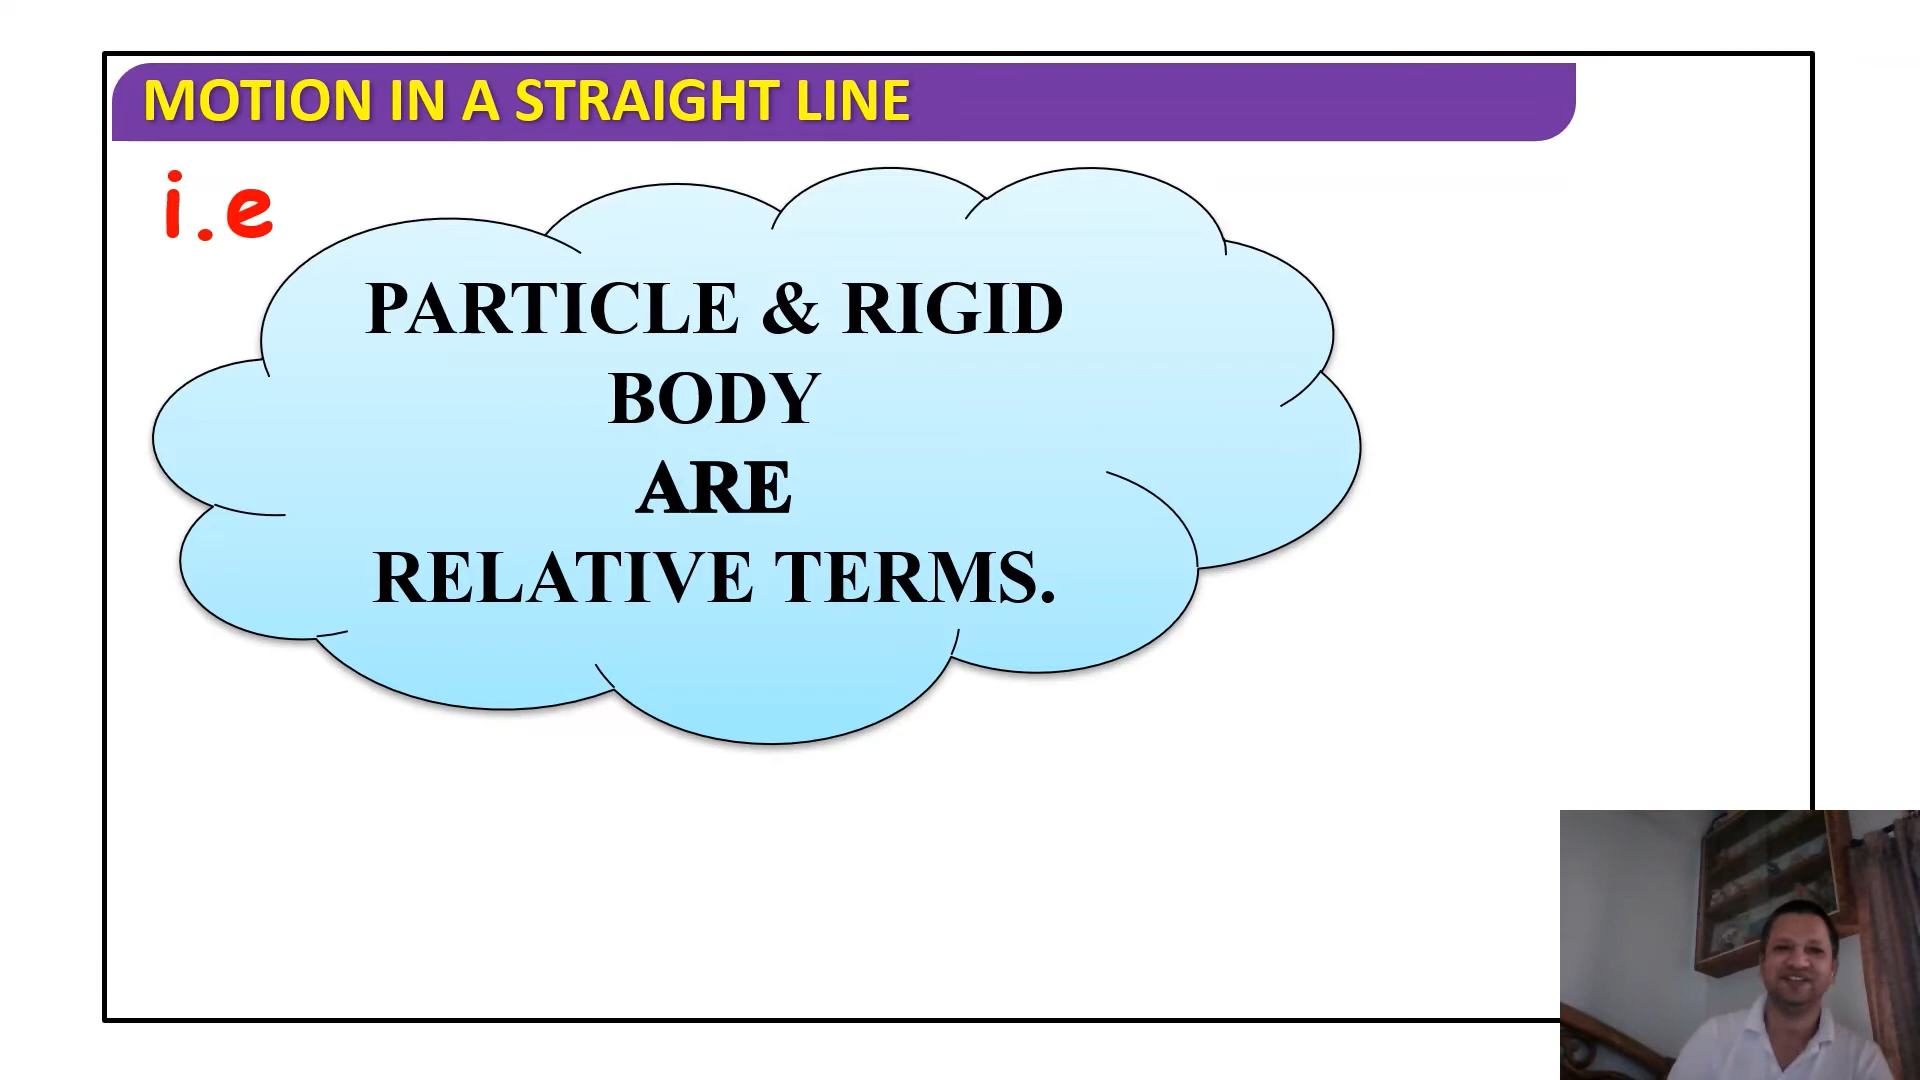 MOTION IN A STRAIGHT LINE
i.e
PARTICLE & RIGID
BODY
ARE
RELATIVE TERMS.